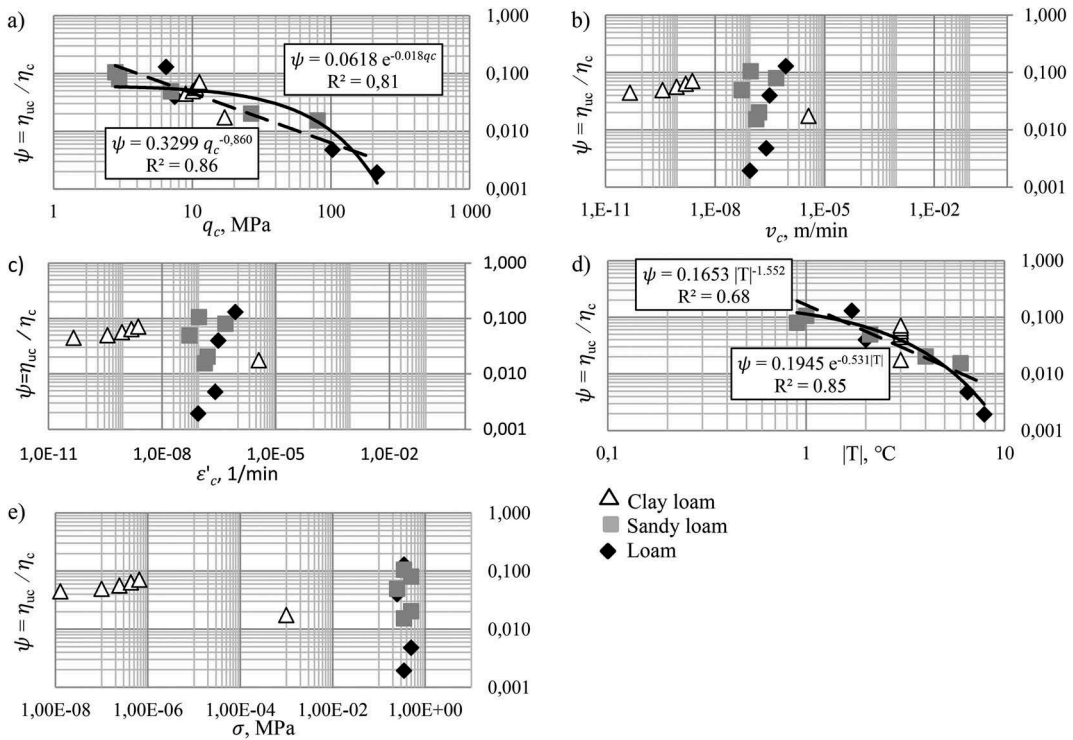 a)
1,000
0,100
0,010
0,001
ψ = η_uc / η_c
ψ = 0.0618 e^-0.018qc
R² = 0,81
ψ = 0.3299 q_c^-0,860
R² = 0.86
1 10 100 1 000
q_c, MPa
b)
1,000
0,100
0,010
0,001
ψ = η_uc / η_c
1,E-11 1,E-08 1,E-05 1,E-02
v_c, m/min
c)
1,000
0,100
0,010
0,001
ψ=η_uc / η_c
1,0E-11 1,0E-08 1,0E-05 1,0E-02
ε'_c, 1/min
d)
1,000
0,100
0,010
0,001
ψ = η_uc / η_c
ψ = 0.1653 |T|^-1.552
R² = 0.68
ψ = 0.1945 e^-0.531|T|
R² = 0.85
0,1 1 10
|T|, °C
Clay loam
Sandy loam
Loam
e)
1,000
0,100
0,010
0,001
ψ = η_uc / η_c
1,00E-08 1,00E-06 1,00E-04 1,00E-02 1,00E+00
σ, MPa